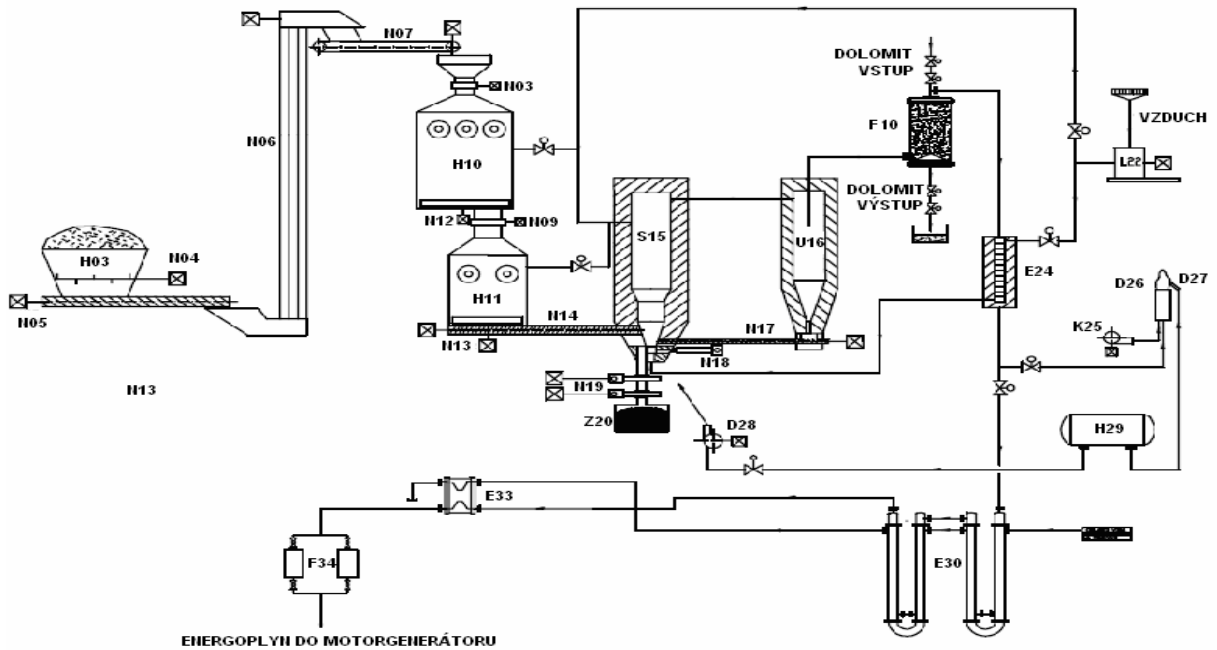 N07
DOLOMIT
VSTUP
N03
VZDUCH
F10
N06
H10
L22
DOLOMIT
VÝSTUP
N12
N09
S15
U16
H03
N04
E24
D26
D27
H11
N05
N14
N17
K25
N13
N18
N13
N19
Z20
D28
H29
E33
F34
E30
ENERGOPLYN DO MOTORGENERÁTORU